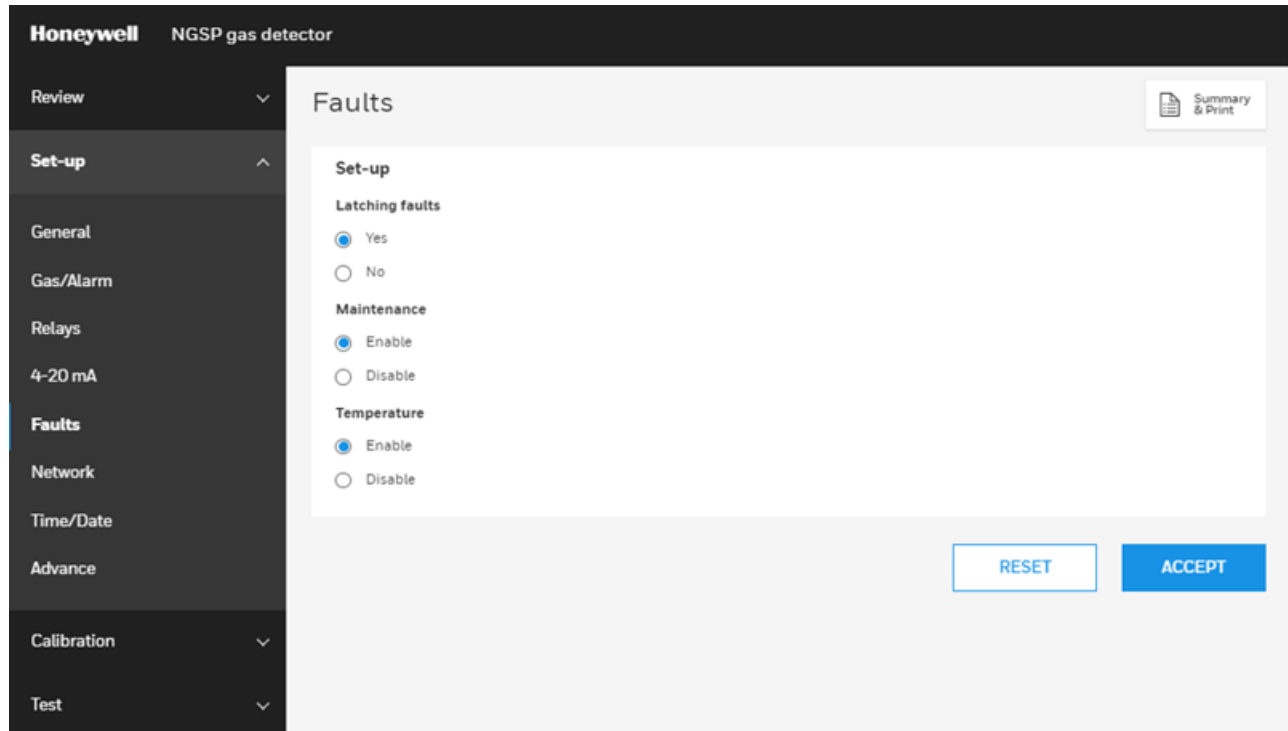 Honeywell NGSP gas detector
Review
Set-up
General
Gas/Alarm
Relays
4-20 mA
Faults
Network
Time/Date
Advance
Calibration
Test
Faults
Summary
& Print
Set-up
Latching faults
Yes
No
Maintenance
Enable
Disable
Temperature
Enable
Disable
RESET
ACCEPT